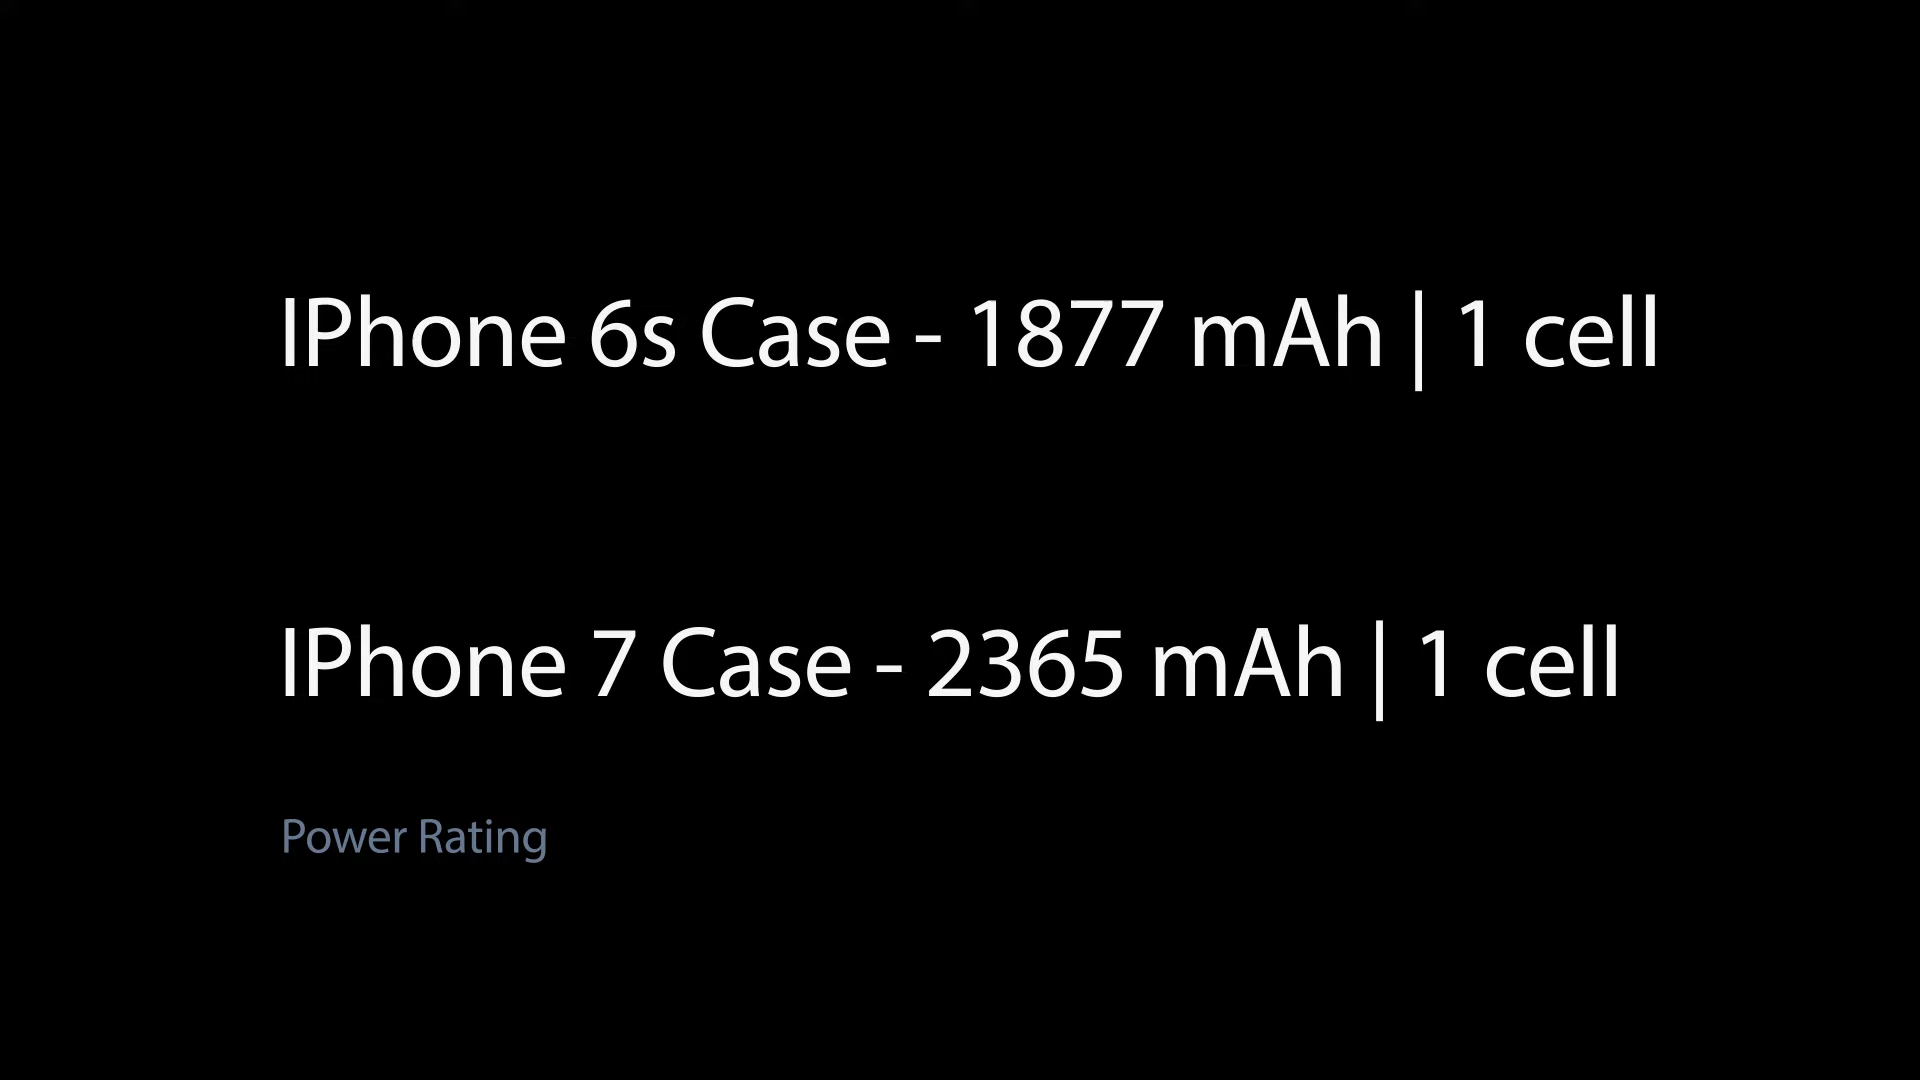 IPhone 6s Case - 1877 mAh | 1 cell
IPhone 7 Case - 2365 mAh | 1 cell
Power Rating